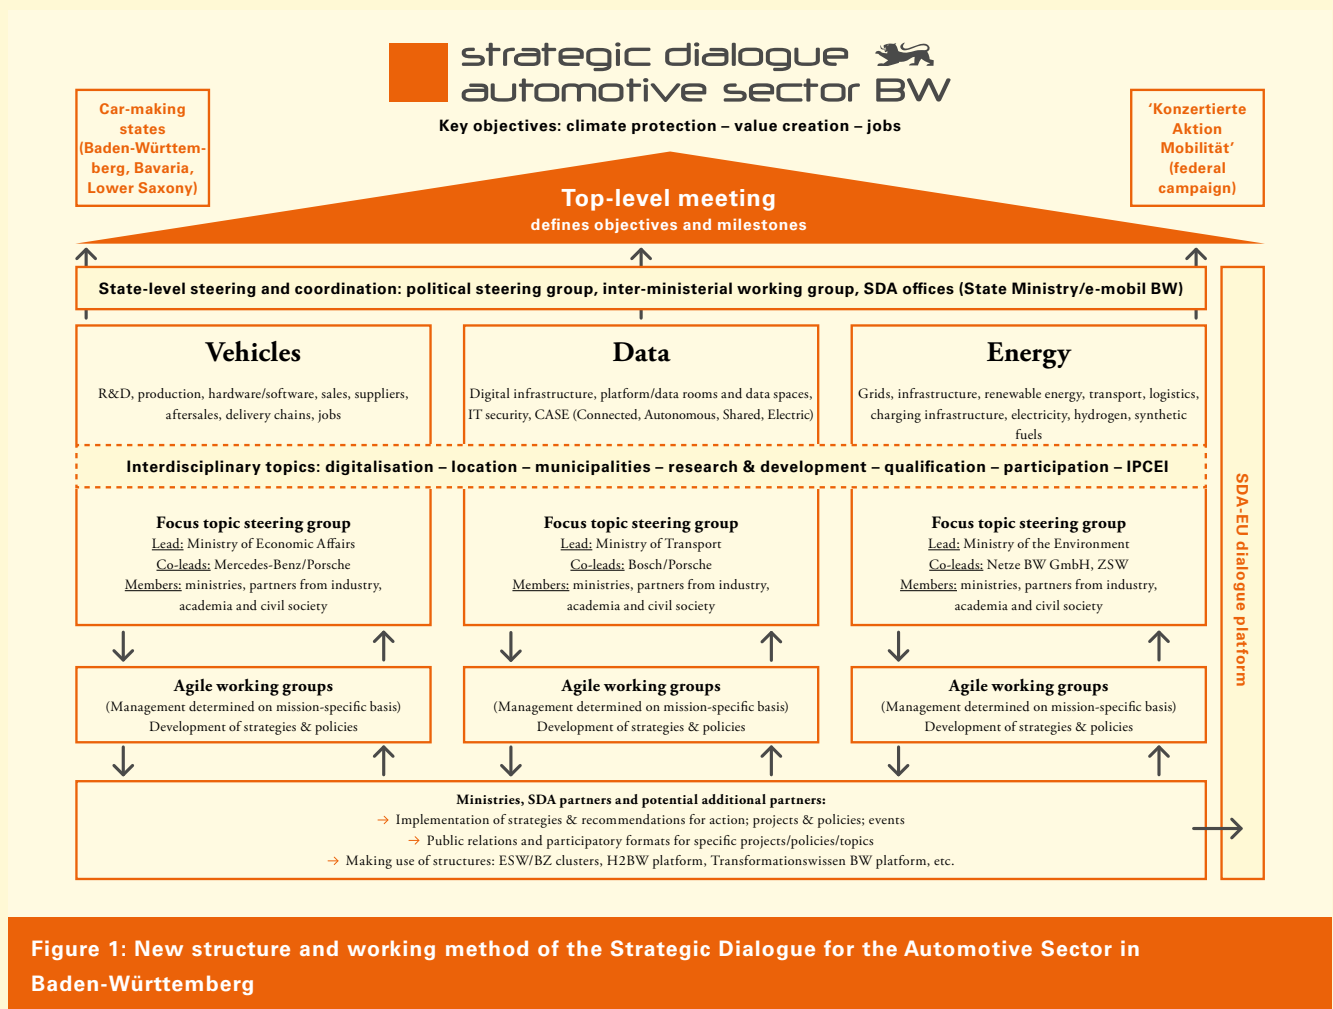 strategic dialogue
automotive sector BW
Key objectives: climate protection – value creation – jobs
Car-making
states
(Baden-Württem-
berg, Bavaria,
Lower Saxony)
‘Konzertierte
Aktion
Mobilität’
(federal
campaign)
Top-level meeting
defines objectives and milestones
State-level steering and coordination: political steering group, inter-ministerial working group, SDA offices (State Ministry/e-mobil BW)
Vehicles
R&D, production, hardware/software, sales, suppliers,
aftersales, delivery chains, jobs
Data
Digital infrastructure, platform/data rooms and data spaces,
IT security, CASE (Connected, Autonomous, Shared, Electric)
Energy
Grids, infrastructure, renewable energy, transport, logistics,
charging infrastructure, electricity, hydrogen, synthetic
fuels
Interdisciplinary topics: digitalisation – location – municipalities – research & development – qualification – participation – IPCEI
Focus topic steering group
Lead: Ministry of Economic Affairs
Co-leads: Mercedes-Benz/Porsche
Members: ministries, partners from industry,
academia and civil society
Focus topic steering group
Lead: Ministry of Transport
Co-leads: Bosch/Porsche
Members: ministries, partners from industry,
academia and civil society
Focus topic steering group
Lead: Ministry of the Environment
Co-leads: Netze BW GmbH, ZSW
Members: ministries, partners from industry,
academia and civil society
SDA-EU dialogue platform
Agile working groups
(Management determined on mission-specific basis)
Development of strategies & policies
Agile working groups
(Management determined on mission-specific basis)
Development of strategies & policies
Agile working groups
(Management determined on mission-specific basis)
Development of strategies & policies
Ministries, SDA partners and potential additional partners:
→ Implementation of strategies & recommendations for action; projects & policies; events
→ Public relations and participatory formats for specific projects/policies/topics
→ Making use of structures: ESW/BZ clusters, H2BW platform, Transformationswissen BW platform, etc.
Figure 1: New structure and working method of the Strategic Dialogue for the Automotive Sector in
Baden-Württemberg